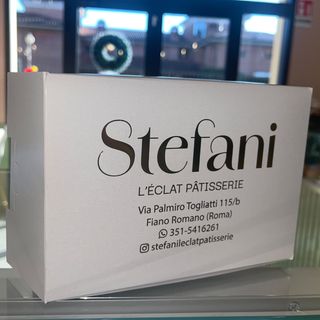 Stefani
L'ÉCLAT PÂTISSERIE
Via Palmiro Togliatti 115/b
Fiano Romano (Roma)
351-5416261
stefanileclatpatisserie